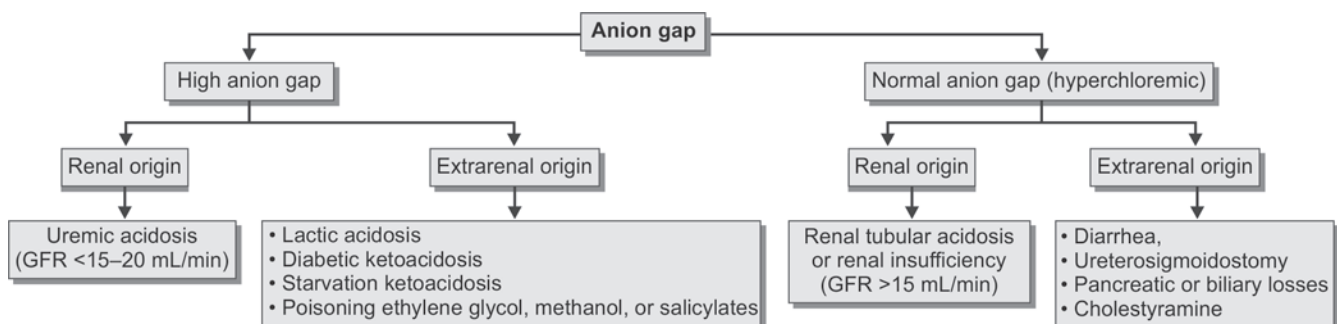 Anion gap
High anion gap
Normal anion gap (hyperchloremic)
Renal origin
Extrarenal origin
Renal origin
Extrarenal origin
Uremic acidosis
(GFR <15–20 mL/min)
• Lactic acidosis
• Diabetic ketoacidosis
• Starvation ketoacidosis
• Poisoning ethylene glycol, methanol, or salicylates
Renal tubular acidosis
or renal insufficiency
(GFR >15 mL/min)
• Diarrhea,
• Ureterosigmoidostomy
• Pancreatic or biliary losses
• Cholestyramine